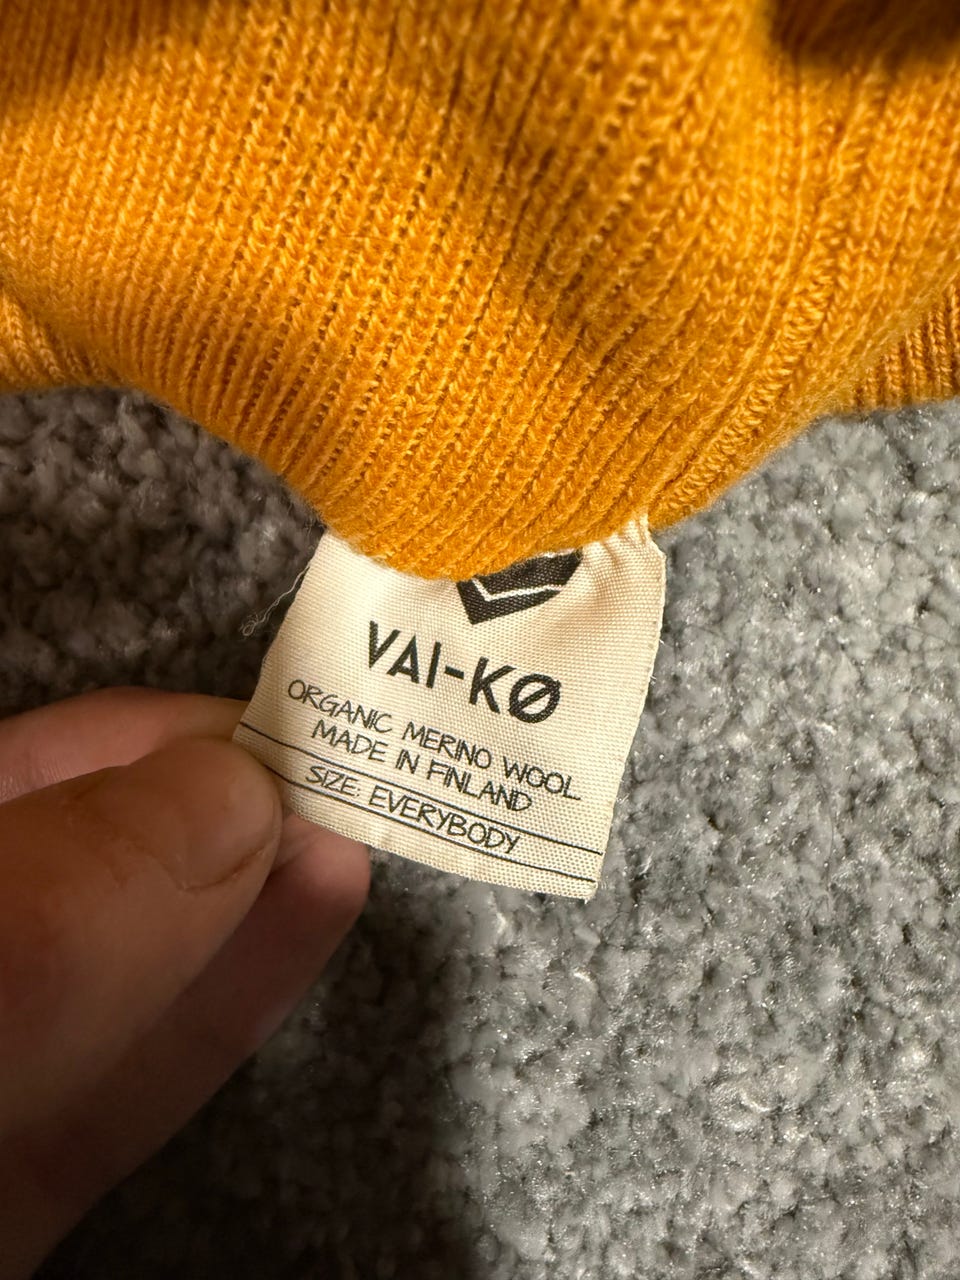 VAI-KØ
ORGANIC MERINO WOOL
MADE IN FINLAND
SIZE: EVERYBODY